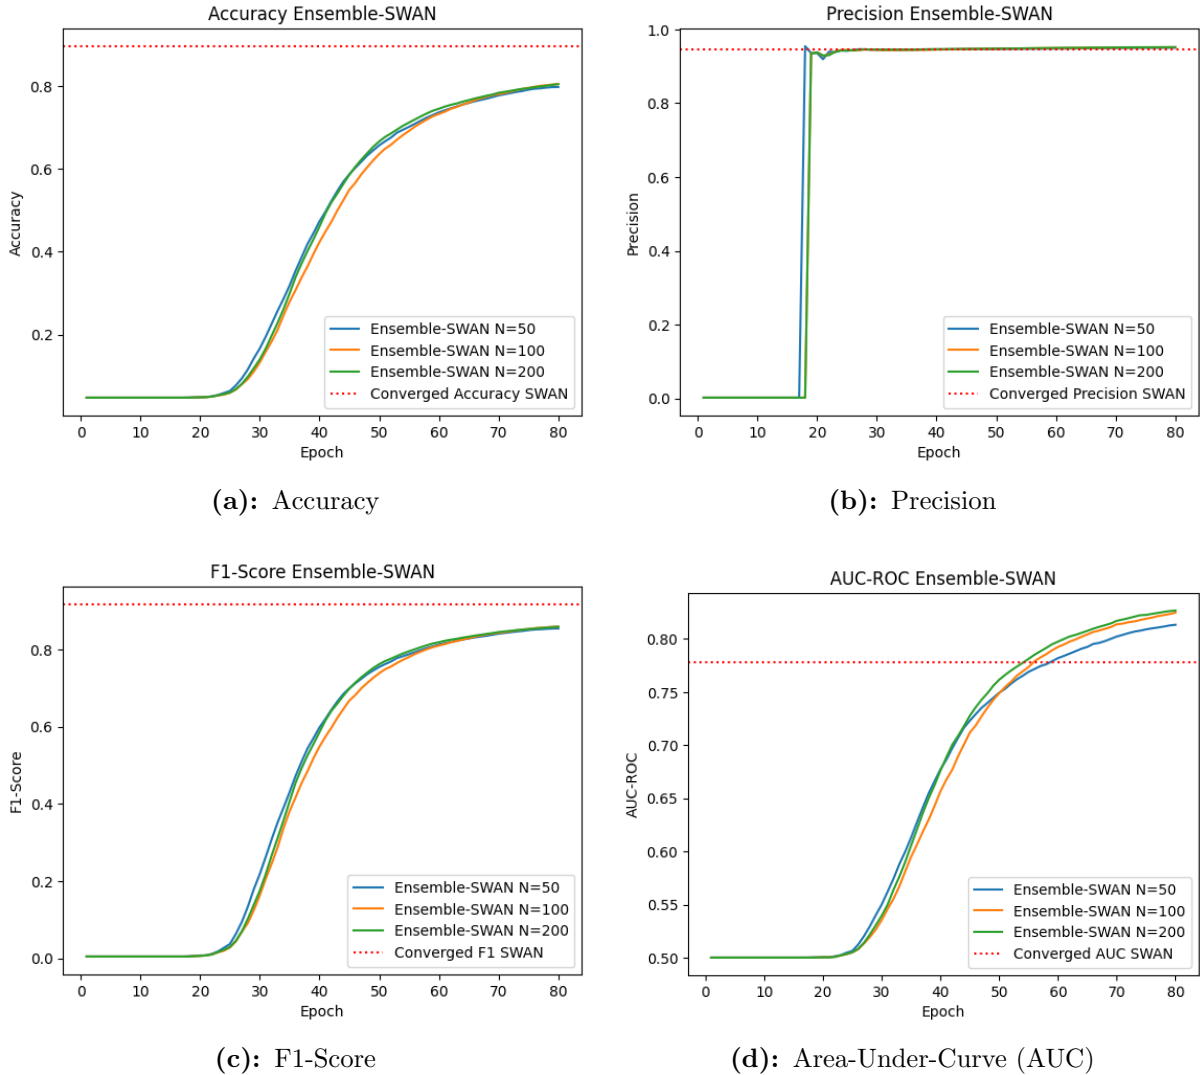 Accuracy Ensemble-SWAN
Accuracy
0.8
0.6
0.4
0.2
Ensemble-SWAN N=50
Ensemble-SWAN N=100
Ensemble-SWAN N=200
Converged Accuracy SWAN
0 10 20 30 40 50 60 70 80
Epoch
(a): Accuracy
Precision Ensemble-SWAN
Precision
1.0
0.8
0.6
0.4
0.2
0.0
Ensemble-SWAN N=50
Ensemble-SWAN N=100
Ensemble-SWAN N=200
Converged Precision SWAN
0 10 20 30 40 50 60 70 80
Epoch
(b): Precision
F1-Score Ensemble-SWAN
F1-Score
0.8
0.6
0.4
0.2
0.0
Ensemble-SWAN N=50
Ensemble-SWAN N=100
Ensemble-SWAN N=200
Converged F1 SWAN
0 10 20 30 40 50 60 70 80
Epoch
(c): F1-Score
AUC-ROC Ensemble-SWAN
AUC-ROC
0.80
0.75
0.70
0.65
0.60
0.55
0.50
Ensemble-SWAN N=50
Ensemble-SWAN N=100
Ensemble-SWAN N=200
Converged AUC SWAN
0 10 20 30 40 50 60 70 80
Epoch
(d): Area-Under-Curve (AUC)